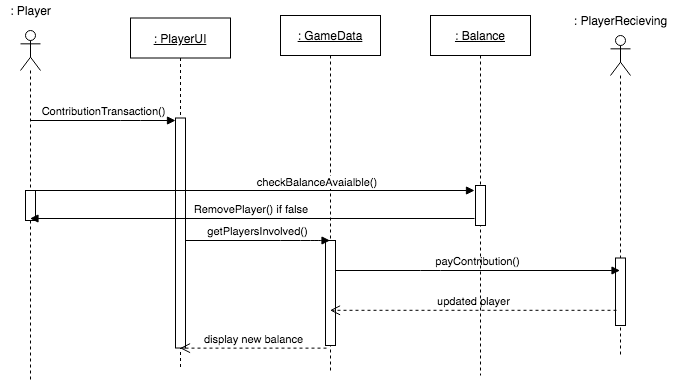 : Player
: PlayerUI
: GameData
: Balance
: PlayerRecieving
ContributionTransaction()
checkBalanceAvaialble()
RemovePlayer() if false
getPlayersInvolved()
payContribution()
updated player
display new balance